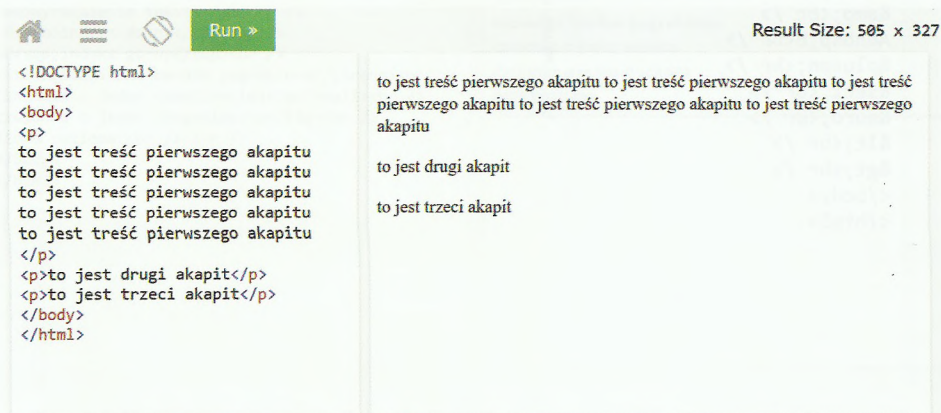 Run »
Result Size: 505 x 327
<!DOCTYPE html>
<html>
<body>
<p>
to jest treść pierwszego akapitu
to jest treść pierwszego akapitu
to jest treść pierwszego akapitu
to jest treść pierwszego akapitu
to jest treść pierwszego akapitu
</p>
<p>to jest drugi akapit</p>
<p>to jest trzeci akapit</p>
</body>
</html>
to jest treść pierwszego akapitu to jest treść pierwszego akapitu to jest treść
pierwszego akapitu to jest treść pierwszego akapitu to jest treść pierwszego
akapitu
to jest drugi akapit
to jest trzeci akapit